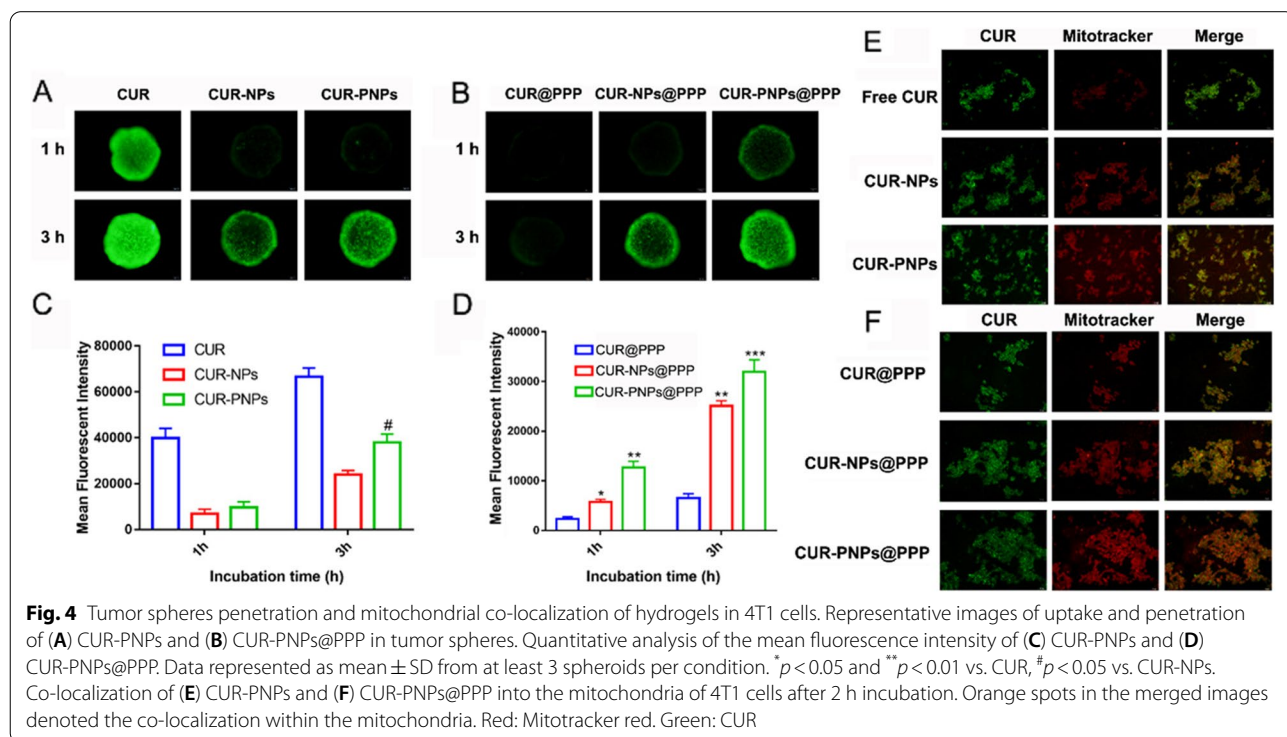 A
CUR CUR-NPs CUR-PNPs
1 h
3 h
B
CUR@PPP CUR-NPs@PPP CUR-PNPs@PPP
1 h
3 h
C
Mean Fluorescent Intensity
80000
60000
40000
20000
0
CUR
CUR-NPs
CUR-PNPs
#
1h 3h
Incubation time (h)
D
Mean Fluorescent Intensity
40000
30000
20000
10000
0
CUR@PPP
CUR-NPs@PPP
CUR-PNPs@PPP
* ** ** ***
1h 3h
Incubation time (h)
E
CUR Mitotracker Merge
Free CUR
CUR-NPs
CUR-PNPs
F
CUR Mitotracker Merge
CUR@PPP
CUR-NPs@PPP
CUR-PNPs@PPP
Fig. 4 Tumor spheres penetration and mitochondrial co-localization of hydrogels in 4T1 cells. Representative images of uptake and penetration
of (A) CUR-PNPs and (B) CUR-PNPs@PPP in tumor spheres. Quantitative analysis of the mean fluorescence intensity of (C) CUR-PNPs and (D)
CUR-PNPs@PPP. Data represented as mean ± SD from at least 3 spheroids per condition. *p < 0.05 and **p < 0.01 vs. CUR, #p < 0.05 vs. CUR-NPs.
Co-localization of (E) CUR-PNPs and (F) CUR-PNPs@PPP into the mitochondria of 4T1 cells after 2 h incubation. Orange spots in the merged images
denoted the co-localization within the mitochondria. Red: Mitotracker red. Green: CUR